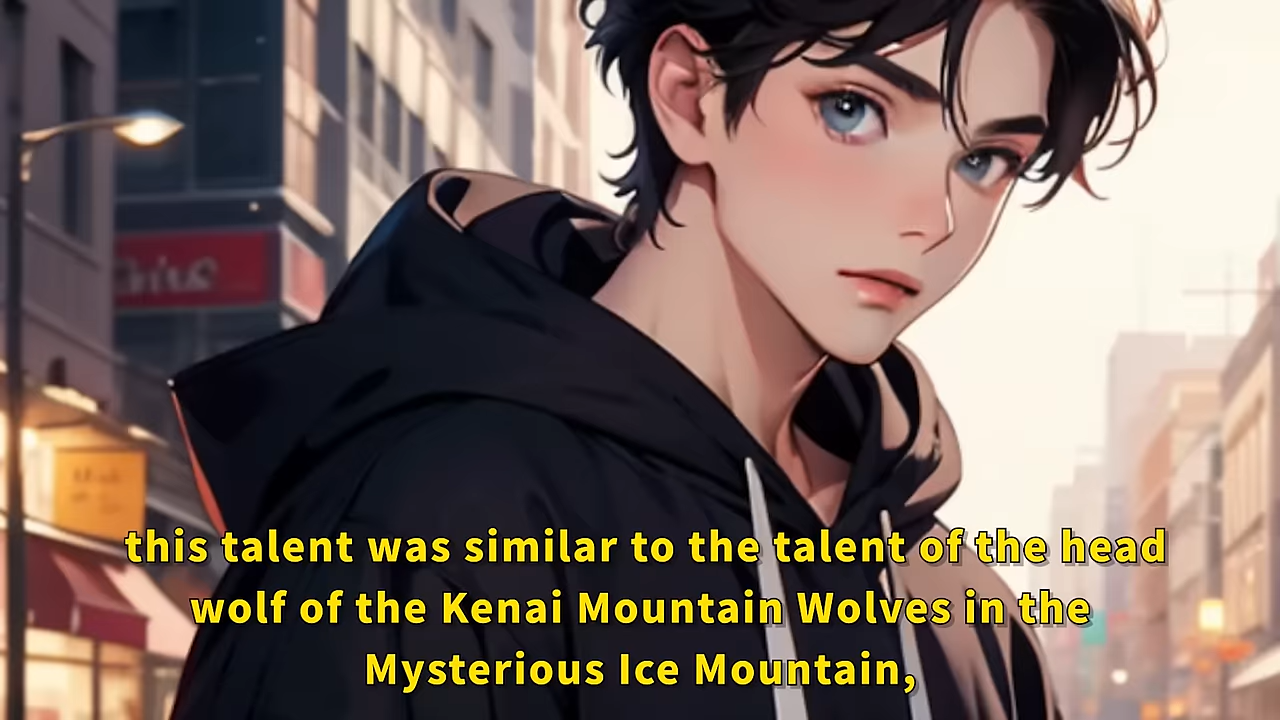 this talent was similar to the talent of the head
wolf of the Kenai Mountain Wolves in the
Mysterious Ice Mountain,